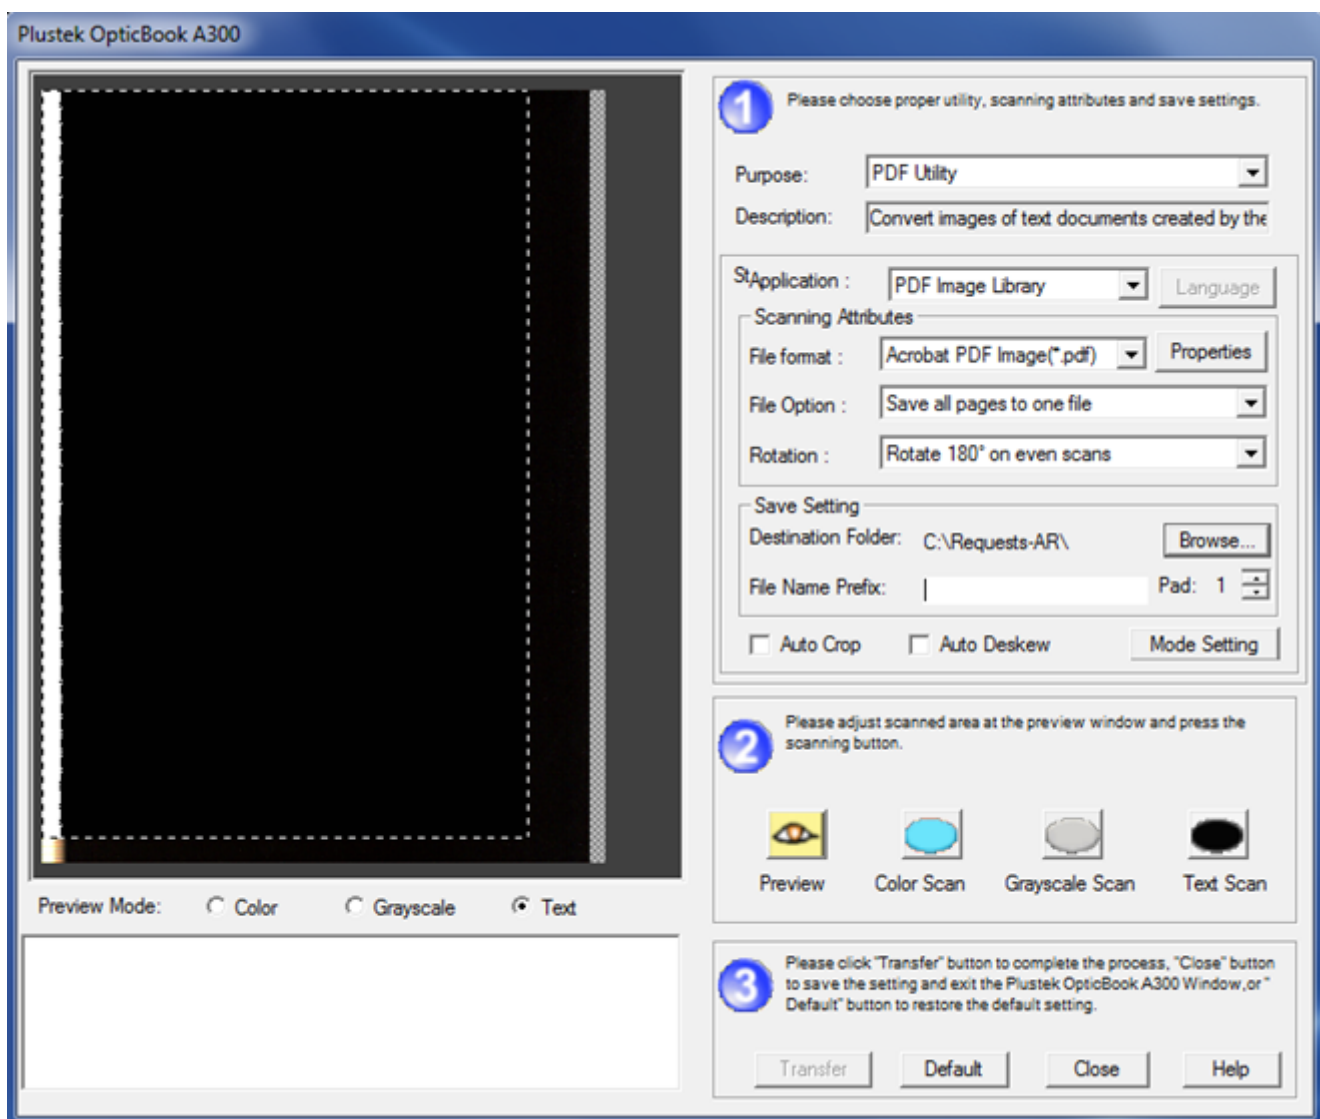 Plustek OpticBook A300
1
Please choose proper utility, scanning attributes and save settings.
Purpose: PDF Utility
Description: Convert images of text documents created by the
St Application : PDF Image Library Language
Scanning Attributes
File format : Acrobat PDF Image(*.pdf) Properties
File Option : Save all pages to one file
Rotation : Rotate 180° on even scans
Save Setting
Destination Folder: C:\Requests-AR\ Browse...
File Name Prefix: Pad: 1
Auto Crop Auto Deskew Mode Setting
2
Please adjust scanned area at the preview window and press the
scanning button.
Preview Color Scan Grayscale Scan Text Scan
Preview Mode: Color Grayscale Text
3
Please click "Transfer" button to complete the process, "Close" button
to save the setting and exit the Plustek OpticBook A300 Window,or "
Default" button to restore the default setting.
Transfer Default Close Help